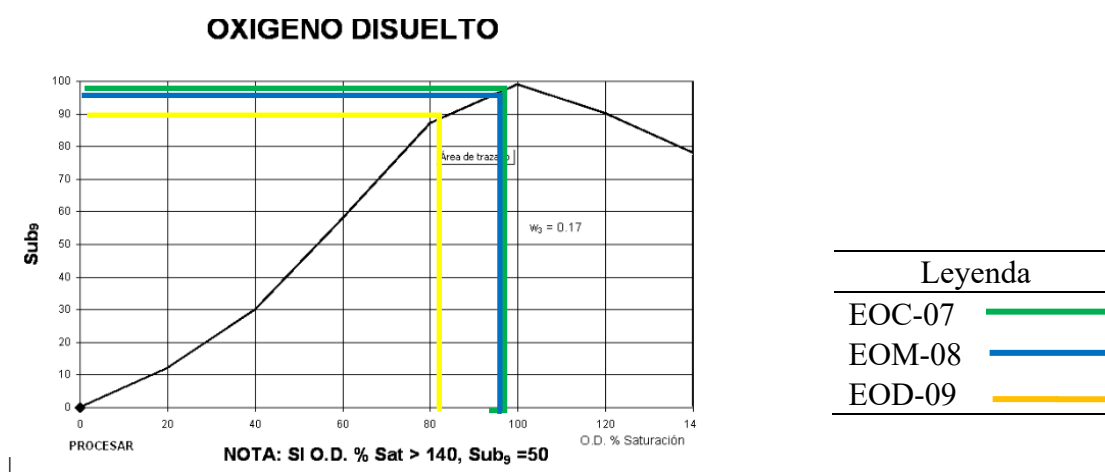 OXIGENO DISUELTO
100
90
80
70
60
50
40
30
20
10
0
Sub₉
Área de trazado
w₃ = 0.17
0 20 40 60 80 100 120 14
PROCESAR
O.D. % Saturación
NOTA: SI O.D. % Sat > 140, Sub₉ =50
Leyenda
EOC-07
EOM-08
EOD-09